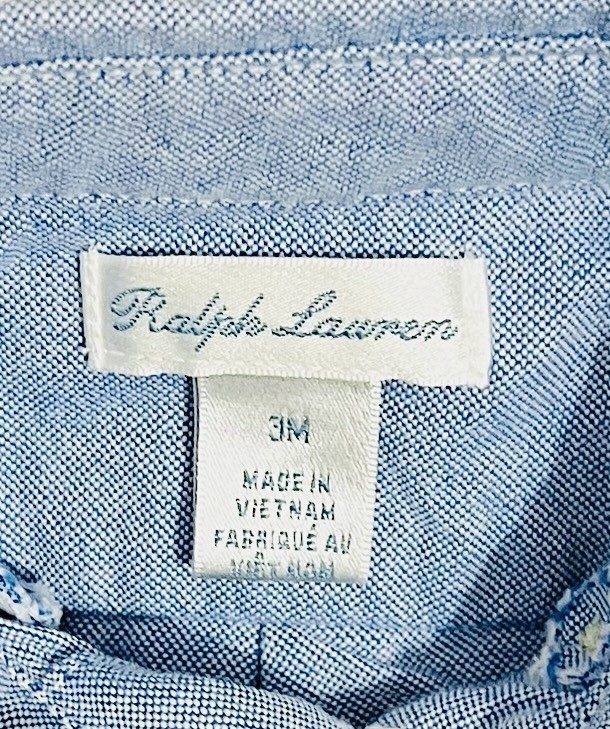 Ralph Lauren
3M
MADE IN
VIETNAM
FABRIQUÉ AU
VIÊT NAM